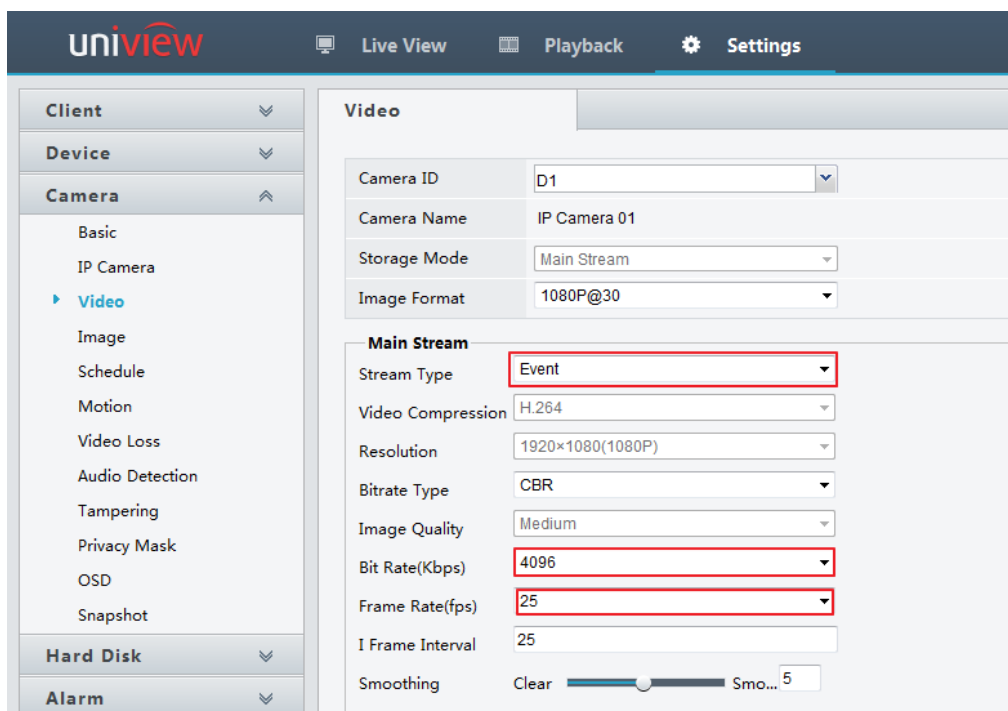 uniview
Live View
Playback
Settings
Client
Device
Camera
Basic
IP Camera
Video
Image
Schedule
Motion
Video Loss
Audio Detection
Tampering
Privacy Mask
OSD
Snapshot
Hard Disk
Alarm
Video
Camera ID D1
Camera Name IP Camera 01
Storage Mode Main Stream
Image Format 1080P@30
Main Stream
Stream Type Event
Video Compression H.264
Resolution 1920×1080(1080P)
Bitrate Type CBR
Image Quality Medium
Bit Rate(Kbps) 4096
Frame Rate(fps) 25
I Frame Interval 25
Smoothing Clear Smo... 5